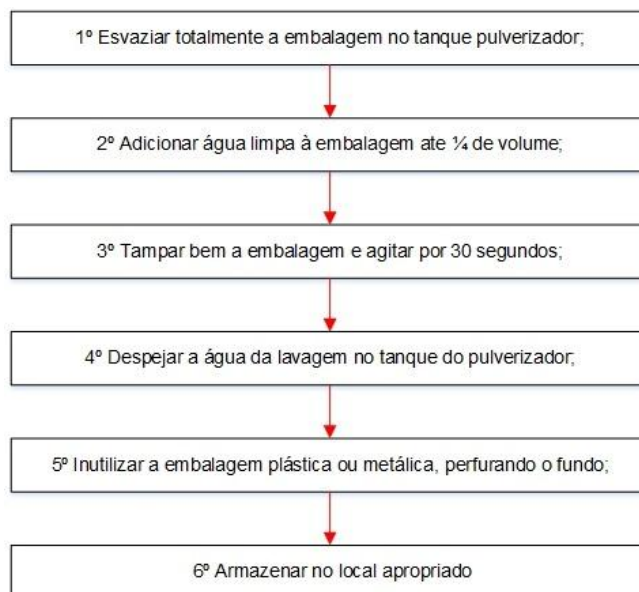 1º Esvaziar totalmente a embalagem no tanque pulverizador;
2º Adicionar água limpa à embalagem ate ¼ de volume;
3º Tampar bem a embalagem e agitar por 30 segundos;
4º Despejar a água da lavagem no tanque do pulverizador;
5º Inutilizar a embalagem plástica ou metálica, perfurando o fundo;
6º Armazenar no local apropriado